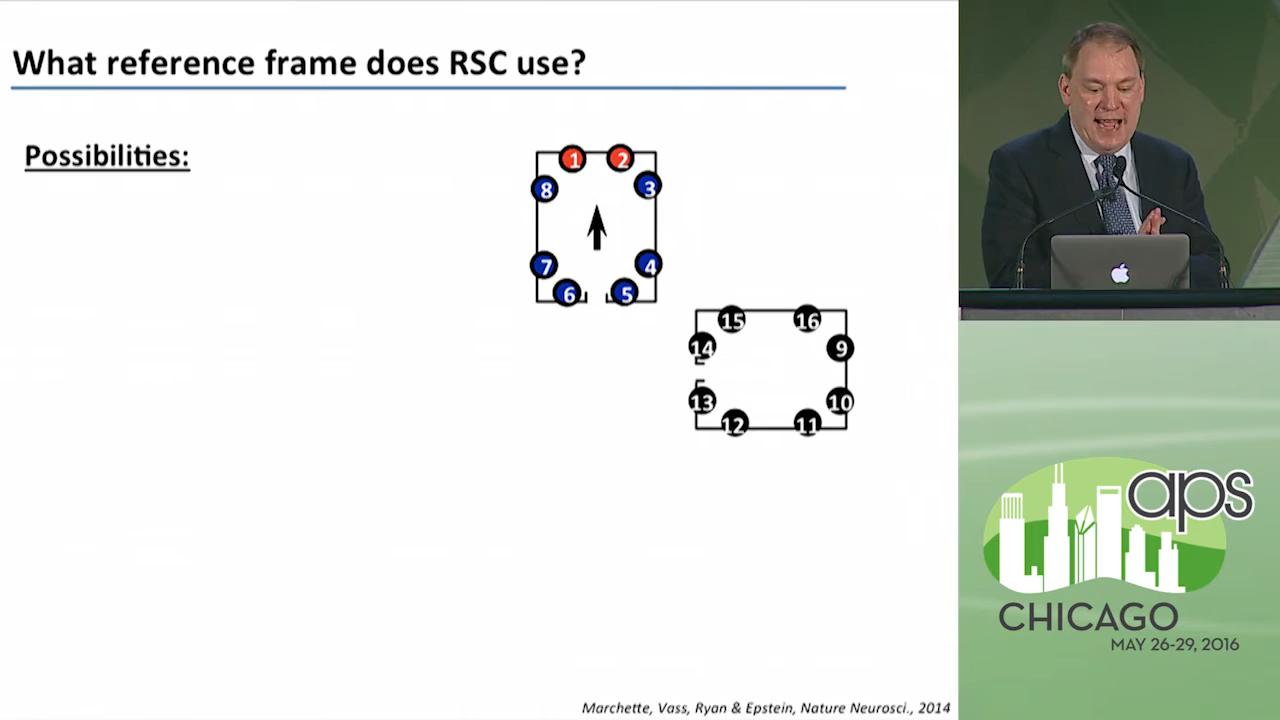 What reference frame does RSC use?
Possibilities:
1 2
8 3
7 4
6 5
15 16
14 9
13 10
12 11
Marchette, Vass, Ryan & Epstein, Nature Neurosci., 2014
aps
CHICAGO
MAY 26-29, 2016